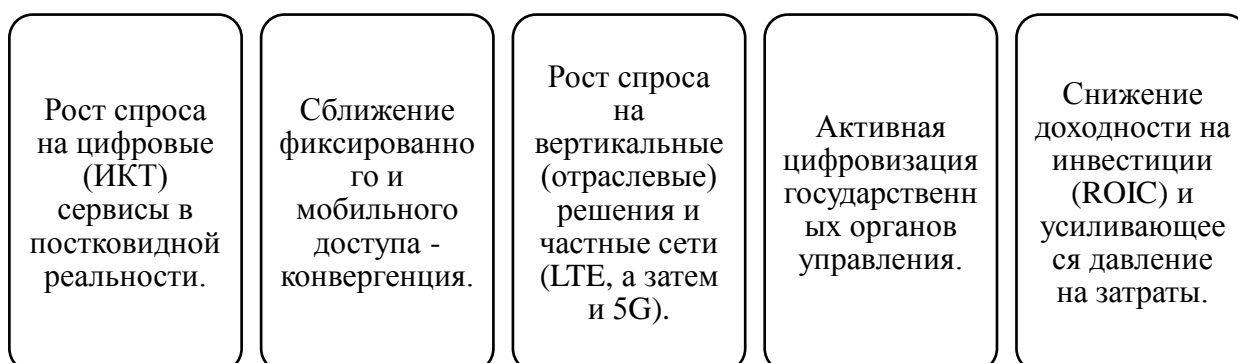 Рост спроса
на цифровые
(ИКТ)
сервисы в
постковидной
реальности.
Сближение
фиксированно
го и
мобильного
доступа -
конвергенция.
Рост спроса
на
вертикальные
(отраслевые)
решения и
частные сети
(LTE, а затем
и 5G).
Активная
цифровизация
государственн
ых органов
управления.
Снижение
доходности на
инвестиции
(ROIC) и
усиливающее
ся давление
на затраты.